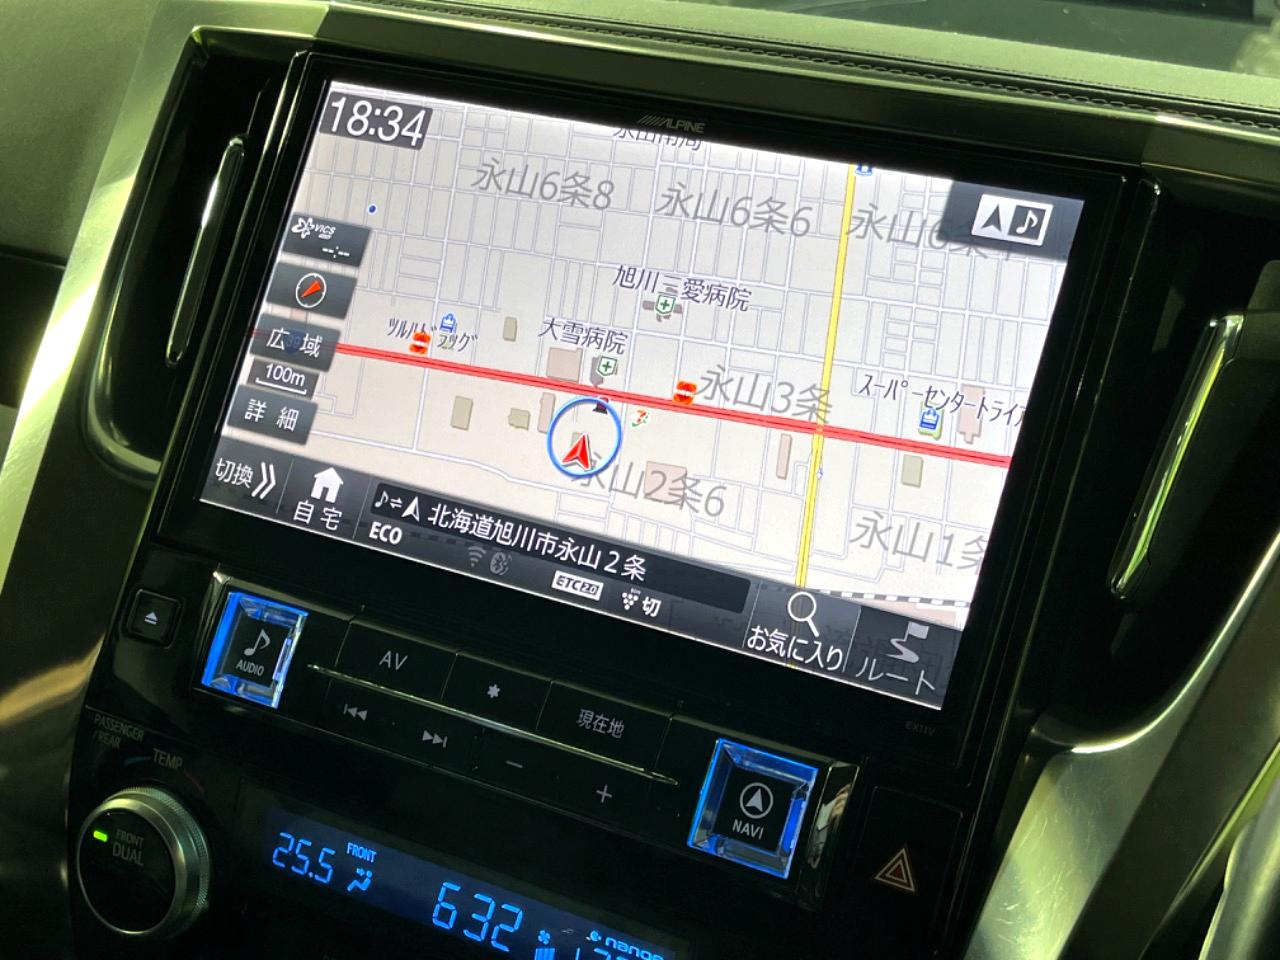 ALPINE
18:34
永山6条8
永山6条6
永山6条
VICS
--:--
旭川三愛病院
大雪病院
ツルハドラッグ
広域
100m
詳細
永山3条
スーパーセンタートライア
永山2条6
永山1条
切換
自宅
北海道旭川市永山2条
ECO
ETC2.0
切
お気に入り
ルート
EX11V
AUDIO
AV
*
現在地
−
+
NAVI
PASSENGER
/REAR
TEMP
FRONT
DUAL
25.5
FRONT
6:32
nanoe